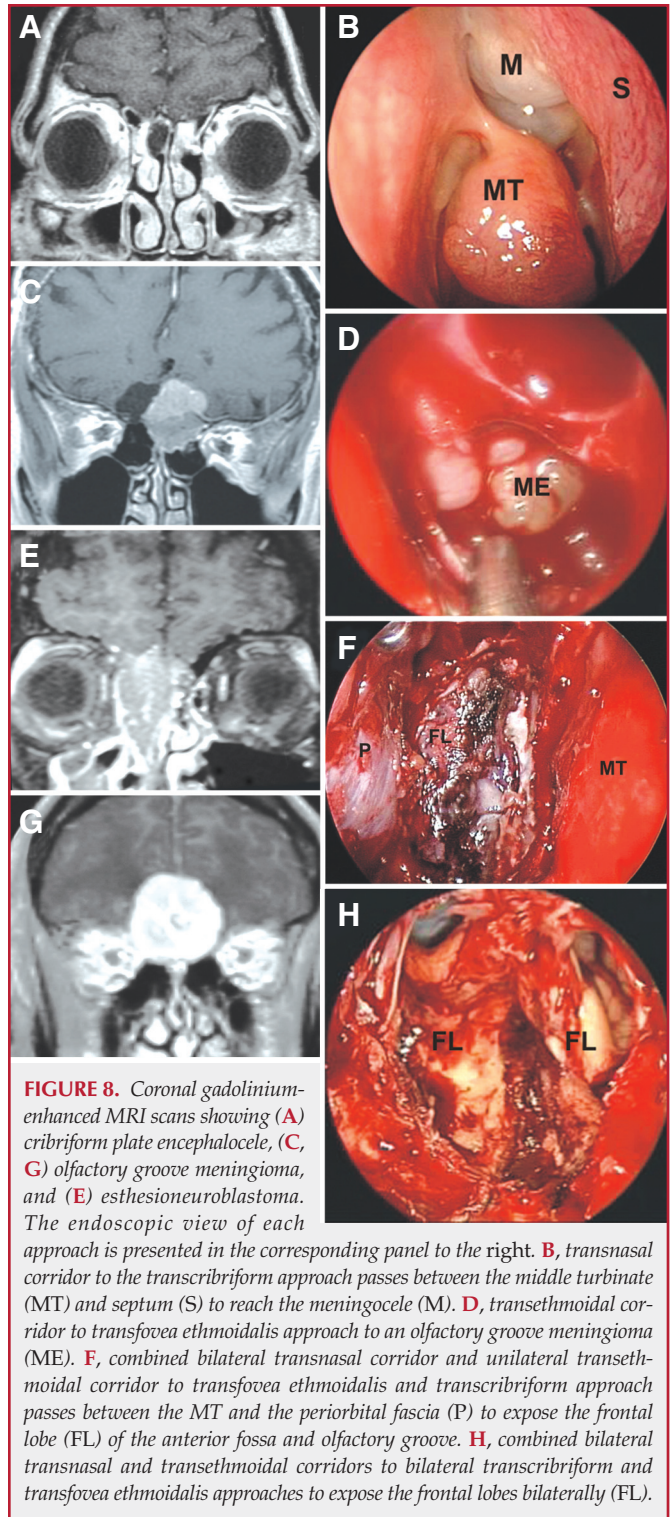 A
B
M
S
MT
C
D
ME
E
F
P
FL
MT
G
H
FL
FL
FIGURE 8. Coronal gadolinium-
enhanced MRI scans showing (A)
cribriform plate encephalocele, (C,
G) olfactory groove meningioma,
and (E) esthesioneuroblastoma.
The endoscopic view of each
approach is presented in the corresponding panel to the right. B, transnasal
corridor to the transcribriform approach passes between the middle turbinate
(MT) and septum (S) to reach the meningocele (M). D, transethmoidal cor-
ridor to transfovea ethmoidalis approach to an olfactory groove meningioma
(ME). F, combined bilateral transnasal corridor and unilateral transeth-
moidal corridor to transfovea ethmoidalis and transcribriform approach
passes between the MT and the periorbital fascia (P) to expose the frontal
lobe (FL) of the anterior fossa and olfactory groove. H, combined bilateral
transnasal and transethmoidal corridors to bilateral transcribriform and
transfovea ethmoidalis approaches to expose the frontal lobes bilaterally (FL).